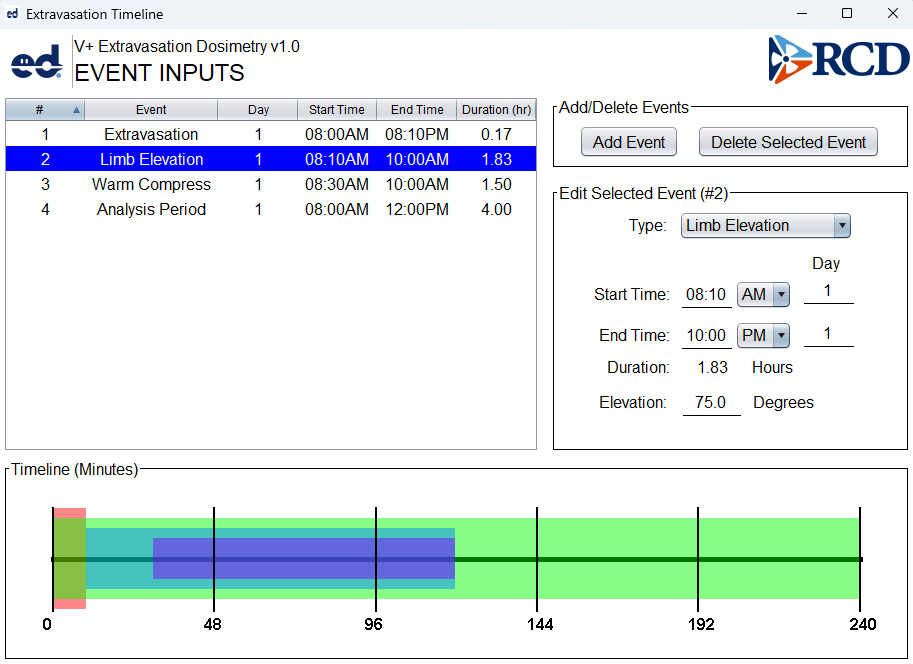 ed Extravasation Timeline
ed. V+ Extravasation Dosimetry v1.0
EVENT INPUTS
RCD
# Event Day Start Time End Time Duration (hr)
1 Extravasation 1 08:00AM 08:10PM 0.17
2 Limb Elevation 1 08:10AM 10:00AM 1.83
3 Warm Compress 1 08:30AM 10:00AM 1.50
4 Analysis Period 1 08:00AM 12:00PM 4.00
Add/Delete Events
Add Event Delete Selected Event
Edit Selected Event (#2)
Type: Limb Elevation
Day
Start Time: 08:10 AM 1
End Time: 10:00 PM 1
Duration: 1.83 Hours
Elevation: 75.0 Degrees
Timeline (Minutes)
0 48 96 144 192 240